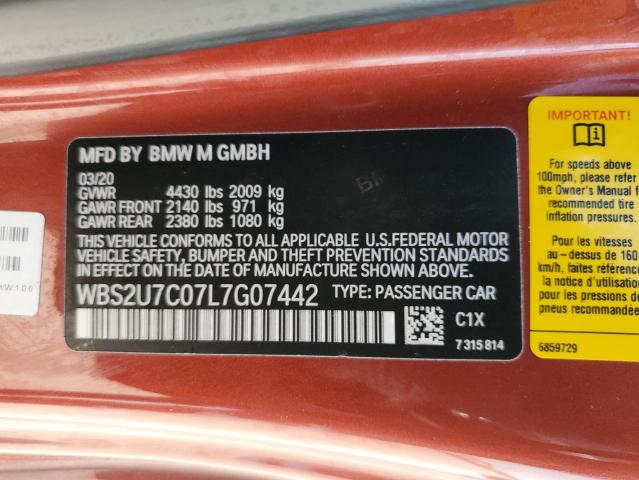 MFD BY BMW M GMBH
03/20
GVWR 4430 lbs 2009 kg
GAWR FRONT 2140 lbs 971 kg
GAWR REAR 2380 lbs 1080 kg
THIS VEHICLE CONFORMS TO ALL APPLICABLE U.S.FEDERAL MOTOR
VEHICLE SAFETY, BUMPER AND THEFT PREVENTION STANDARDS IN
EFFECT ON THE DATE OF MANUFACTURE SHOWN ABOVE.
WBS2U7C07L7G07442 TYPE: PASSENGER CAR
C1X
7 315 814
IMPORTANT!
For speeds above
100mph, please refer
the Owner's Manual
recommended tire
inflation pressures.
Pour les vitesses
au-dessus de 160
km/h, faites
notice d'utilisation
pour les pressions de
pneus recommandées.
6859729